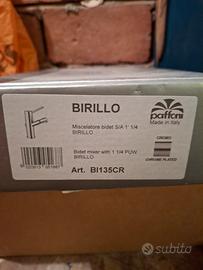 BIRILLO
Miscelatore bidet S/A 1' 1/4
BIRILLO
paffoni
Made in Italy
CROMO
Bidet mixer with 1 1/4 PUW
BIRILLO
CHROME PLATED
Art. BI135CR
subito